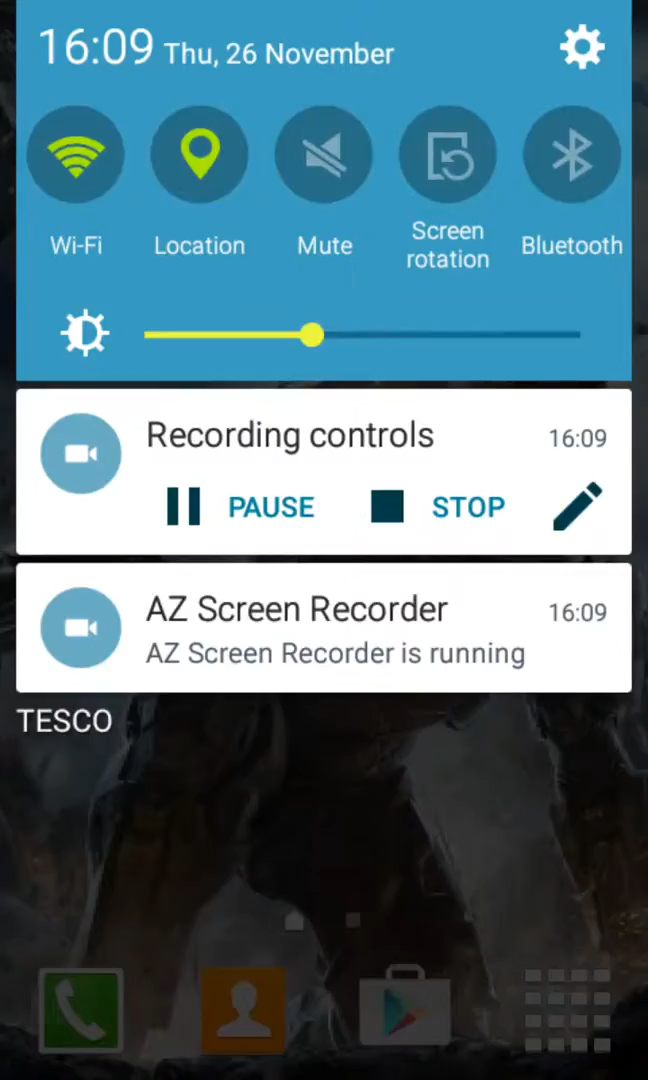 16:09 Thu, 26 November
Wi-Fi
Location
Mute
Screen
rotation
Bluetooth
Recording controls
16:09
PAUSE
STOP
AZ Screen Recorder
16:09
AZ Screen Recorder is running
TESCO